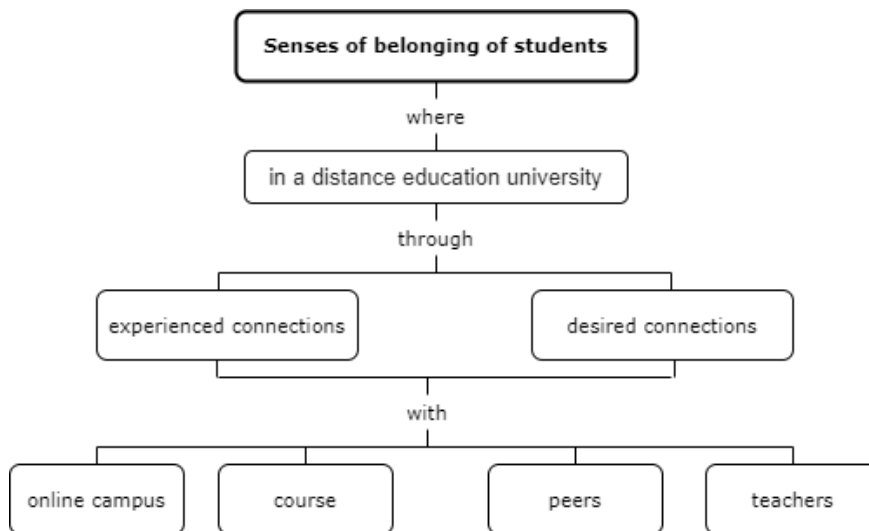 Senses of belonging of students
where
in a distance education university
through
experienced connections
desired connections
with
online campus
course
peers
teachers